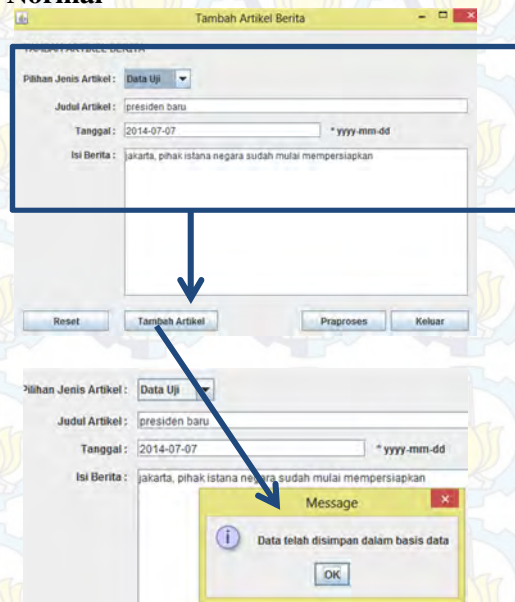 Normal
Tambah Artikel Berita
TAMBAH ARTIKEL BERITA
Pilihan Jenis Artikel : Data Uji
Judul Artikel : presiden baru
Tanggal : 2014-07-07 * yyyy-mm-dd
Isi Berita : jakarta, pihak istana negara sudah mulai mempersiapkan
Reset Tambah Artikel Praproses Keluar
Pilihan Jenis Artikel : Data Uji
Judul Artikel : presiden baru
Tanggal : 2014-07-07 * yyyy-mm-dd
Isi Berita : jakarta, pihak istana negara sudah mulai mempersiapkan
Message
Data telah disimpan dalam basis data
OK